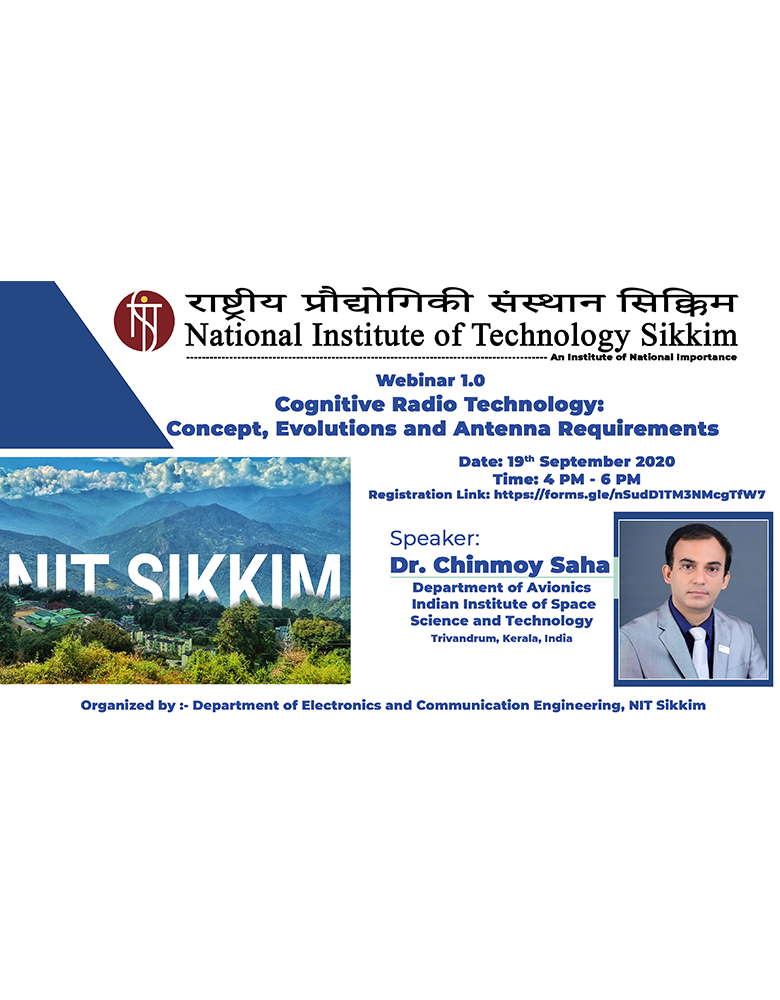 राष्ट्रीय प्रौद्योगिकी संस्थान सिक्किम
National Institute of Technology Sikkim
An Institute of National Importance
Webinar 1.0
Cognitive Radio Technology:
Concept, Evolutions and Antenna Requirements
Date: 19th September 2020
Time: 4 PM - 6 PM
Registration Link: https://forms.gle/nSudD1TM3NMcgTfW7
NIT SIKKIM
Speaker:
Dr. Chinmoy Saha
Department of Avionics
Indian Institute of Space
Science and Technology
Trivandrum, Kerala, India
Organized by :- Department of Electronics and Communication Engineering, NIT Sikkim